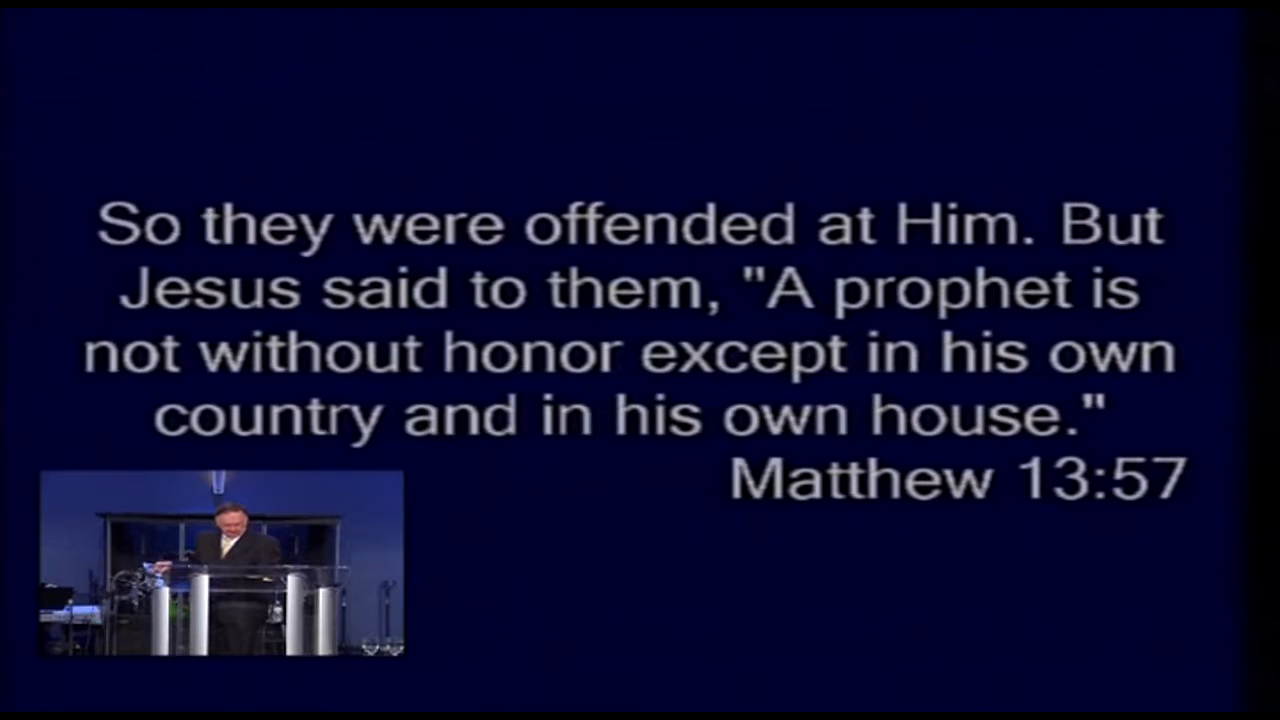 So they were offended at Him. But
Jesus said to them, "A prophet is
not without honor except in his own
country and in his own house."
Matthew 13:57